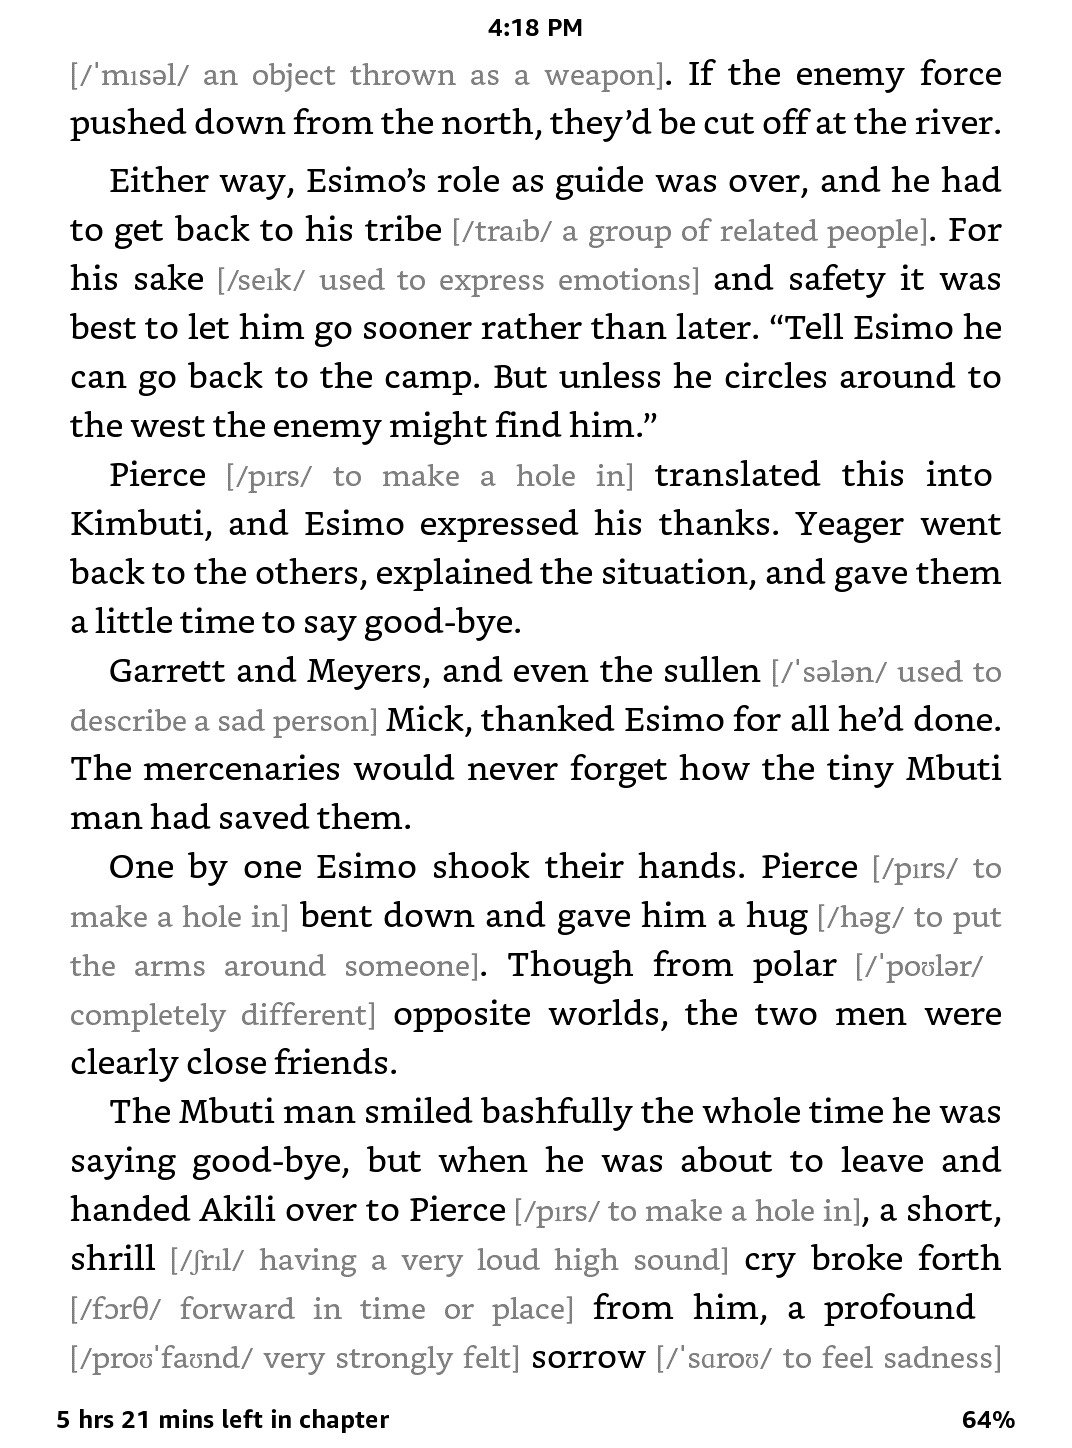 4:18 PM
[/ˈmɪsəl/ an object thrown as a weapon]. If the enemy force
pushed down from the north, they’d be cut off at the river.
Either way, Esimo’s role as guide was over, and he had
to get back to his tribe [/traɪb/ a group of related people]. For
his sake [/seɪk/ used to express emotions] and safety it was
best to let him go sooner rather than later. “Tell Esimo he
can go back to the camp. But unless he circles around to
the west the enemy might find him.”
Pierce [/pɪrs/ to make a hole in] translated this into
Kimbuti, and Esimo expressed his thanks. Yeager went
back to the others, explained the situation, and gave them
a little time to say good-bye.
Garrett and Meyers, and even the sullen [/ˈsələn/ used to
describe a sad person] Mick, thanked Esimo for all he’d done.
The mercenaries would never forget how the tiny Mbuti
man had saved them.
One by one Esimo shook their hands. Pierce [/pɪrs/ to
make a hole in] bent down and gave him a hug [/həg/ to put
the arms around someone]. Though from polar [/ˈpoʊlər/
completely different] opposite worlds, the two men were
clearly close friends.
The Mbuti man smiled bashfully the whole time he was
saying good-bye, but when he was about to leave and
handed Akili over to Pierce [/pɪrs/ to make a hole in], a short,
shrill [/ʃrɪl/ having a very loud high sound] cry broke forth
[/fɔrθ/ forward in time or place] from him, a profound
[/proʊˈfaʊnd/ very strongly felt] sorrow [/ˈsɑroʊ/ to feel sadness]
5 hrs 21 mins left in chapter 64%